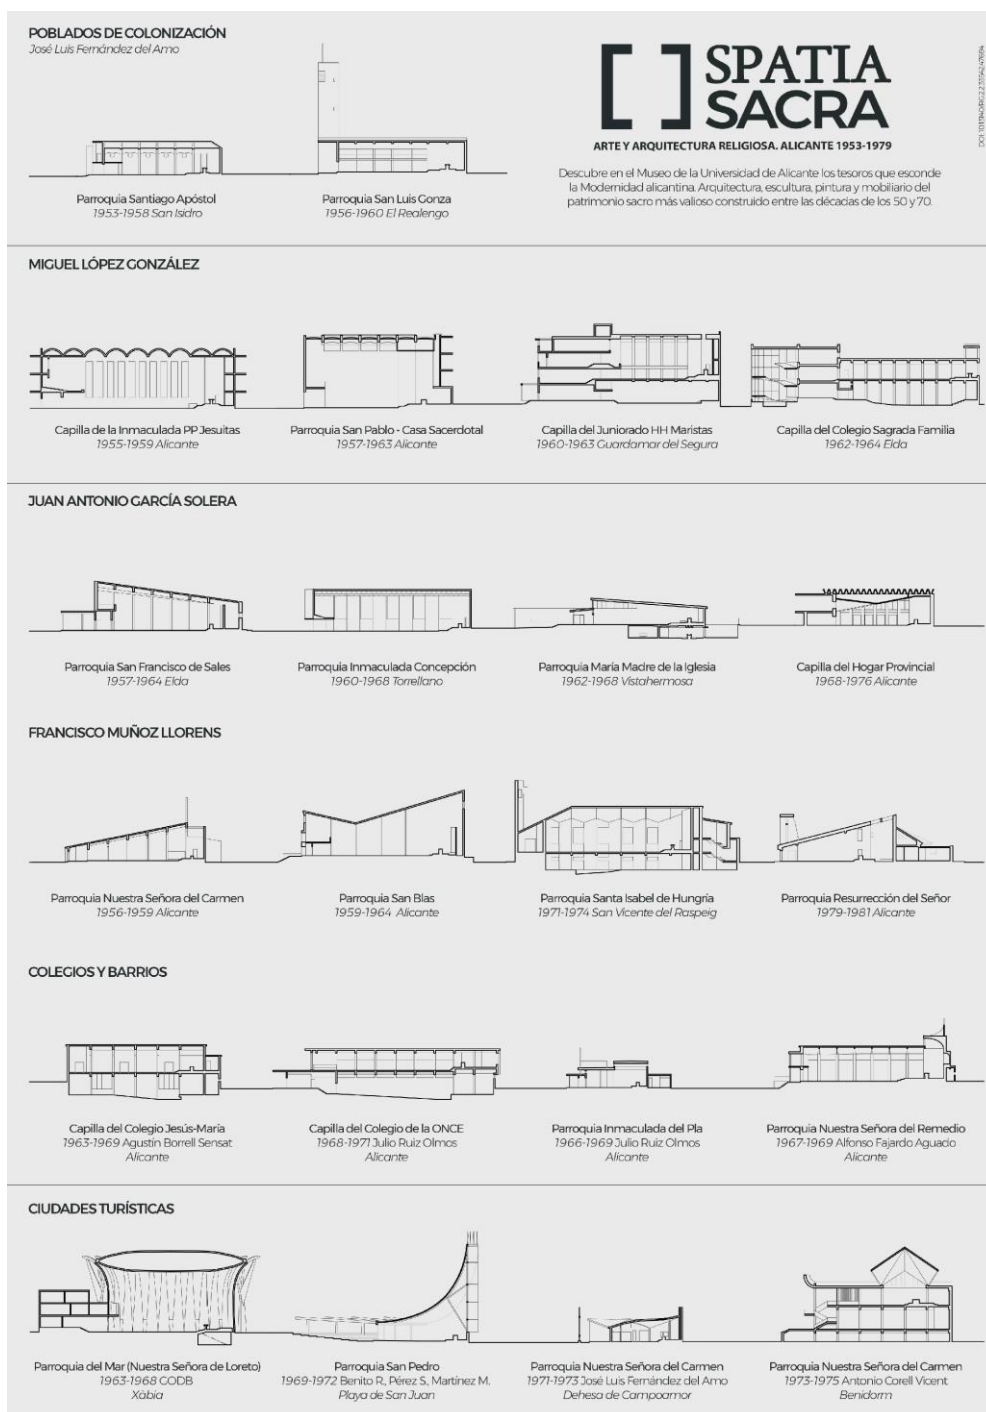 POBLADOS DE COLONIZACIÓN
José Luis Fernández del Amo
SPATIA
SACRA
ARTE Y ARQUITECTURA RELIGIOSA. ALICANTE 1953-1979
Descubre en el Museo de la Universidad de Alicante los tesoros que esconde
la Modernidad alicantina. Arquitectura, escultura, pintura y mobiliario del
patrimonio sacro más valioso construido entre las décadas de los 50 y 70.
Parroquia Santiago Apóstol
1953-1958 San Isidro
Parroquia San Luis Gonza
1956-1960 El Realengo
MIGUEL LÓPEZ GONZÁLEZ
Capilla de la Inmaculada PP Jesuitas
1955-1959 Alicante
Parroquia San Pablo - Casa Sacerdotal
1957-1963 Alicante
Capilla del Juniorado HH Maristas
1960-1963 Guardamar del Segura
Capilla del Colegio Sagrada Familia
1962-1964 Elda
JUAN ANTONIO GARCÍA SOLERA
Parroquia San Francisco de Sales
1957-1964 Elda
Parroquia Inmaculada Concepción
1960-1968 Torrellano
Parroquia María Madre de la Iglesia
1962-1968 Vistahermosa
Capilla del Hogar Provincial
1968-1976 Alicante
FRANCISCO MUÑOZ LLORENS
Parroquia Nuestra Señora del Carmen
1956-1959 Alicante
Parroquia San Blas
1959-1964 Alicante
Parroquia Santa Isabel de Hungría
1971-1974 San Vicente del Raspeig
Parroquia Resurrección del Señor
1979-1981 Alicante
COLEGIOS Y BARRIOS
Capilla del Colegio Jesús-María
1963-1969 Agustín Borrell Sensat
Alicante
Capilla del Colegio de la ONCE
1968-1971 Julio Ruiz Olmos
Alicante
Parroquia Inmaculada del Pla
1966-1969 Julio Ruiz Olmos
Alicante
Parroquia Nuestra Señora del Remedio
1967-1969 Alfonso Fajardo Aguado
Alicante
CIUDADES TURÍSTICAS
Parroquia del Mar (Nuestra Señora de Loreto)
1963-1968 GODB
Xàbia
Parroquia San Pedro
1969-1972 Benito R., Pérez S., Martínez M.
Playa de San Juan
Parroquia Nuestra Señora del Carmen
1971-1973 José Luis Fernández del Amo
Dehesa de Campoamor
Parroquia Nuestra Señora del Carmen
1973-1975 Antonio Corell Vicent
Benidorm